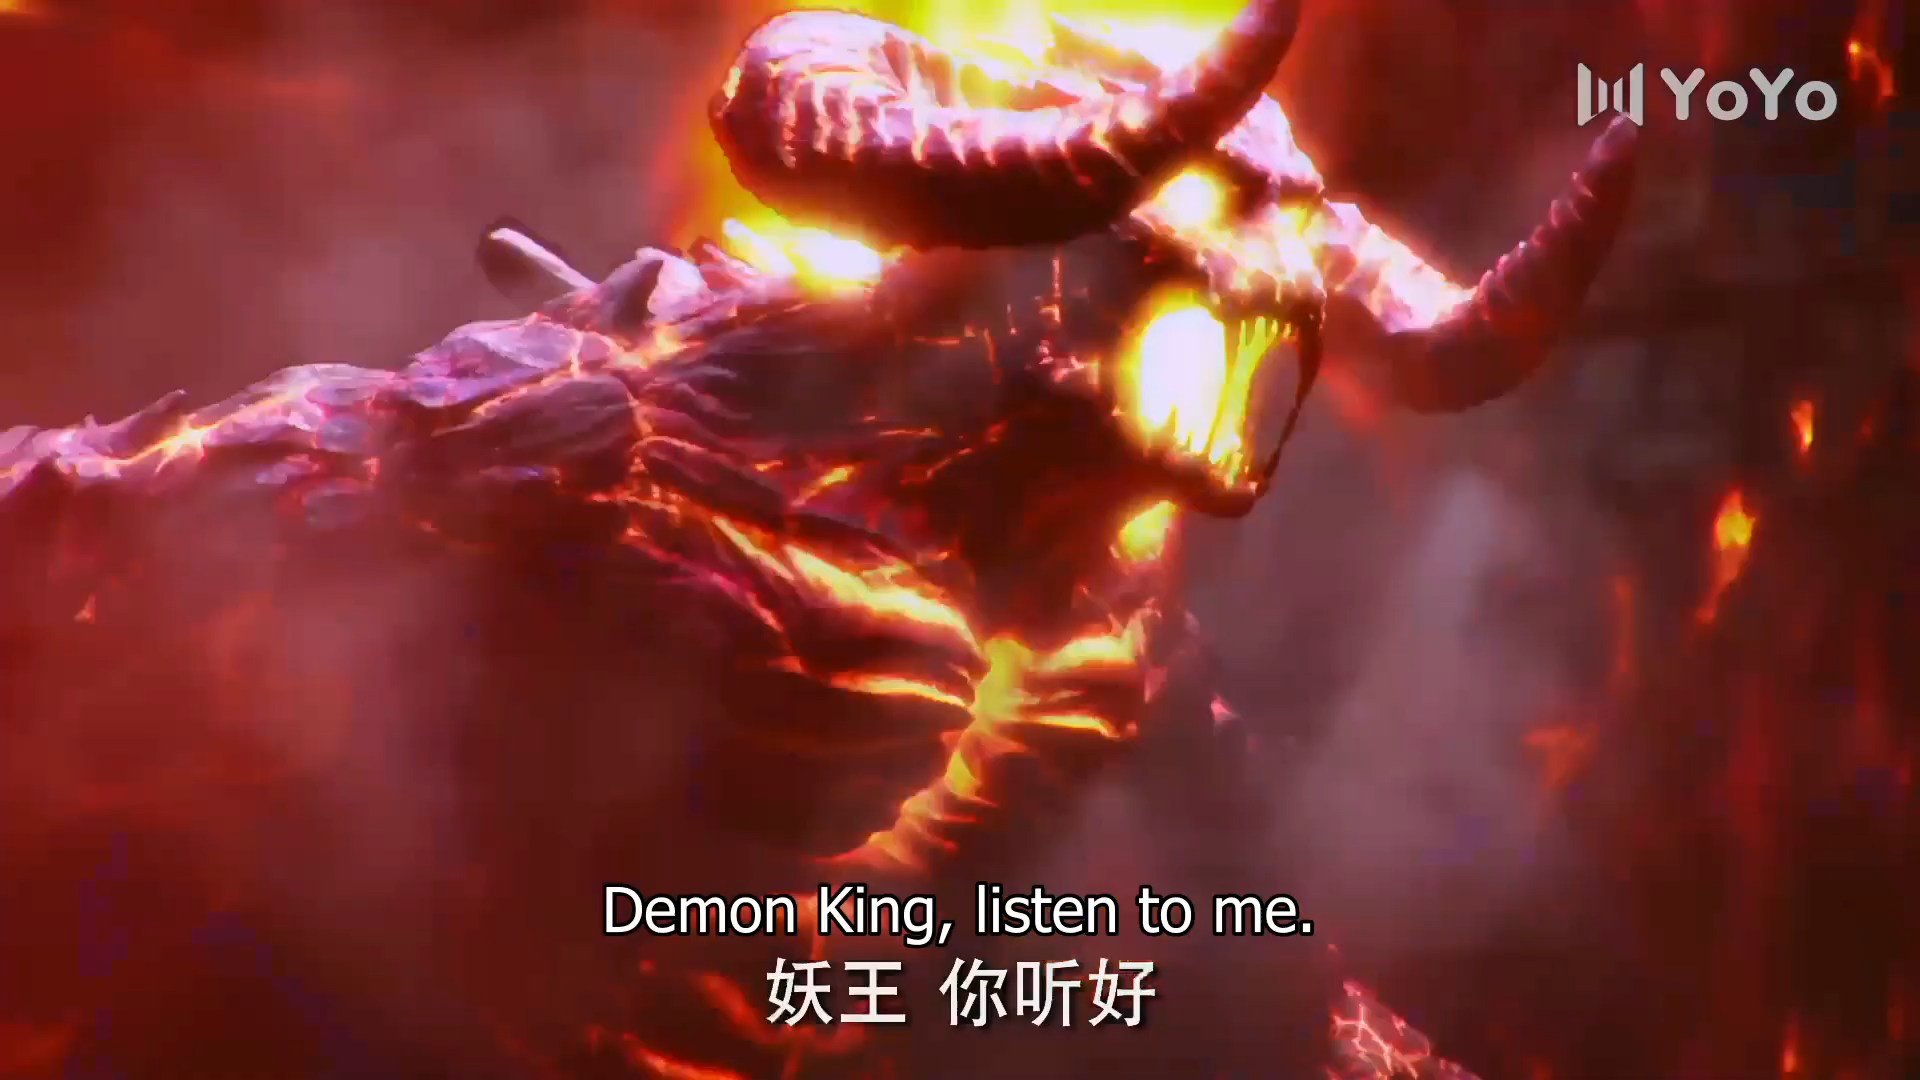 YoYo
Demon King, listen to me.
妖王 你听好